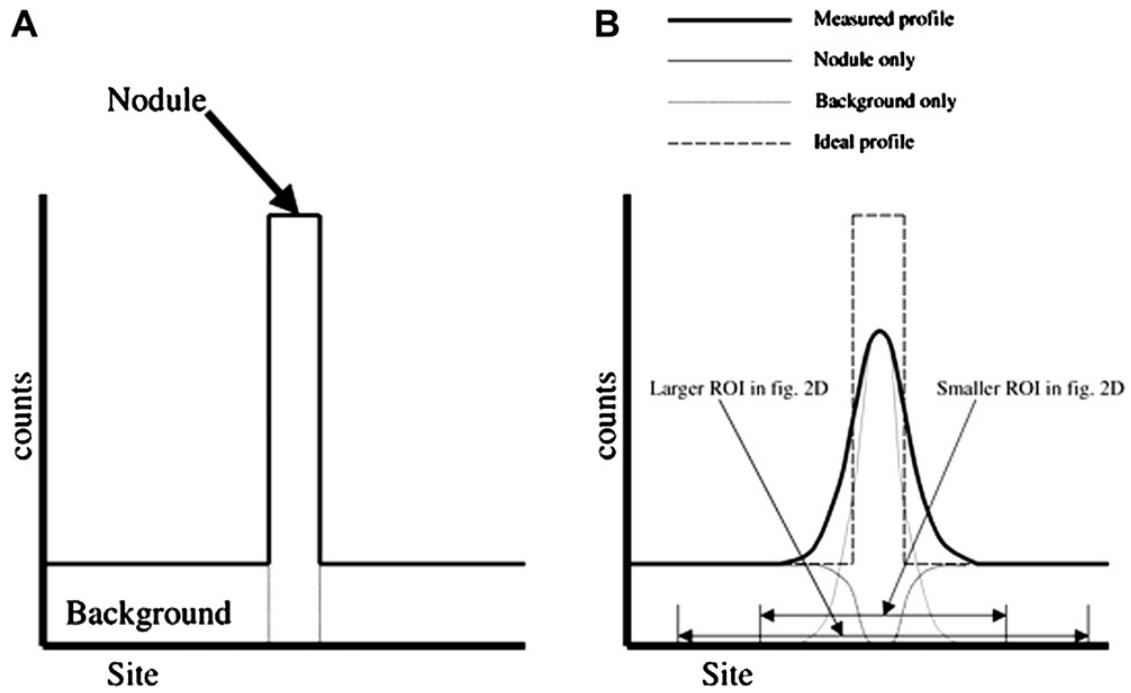 A
Nodule
counts
Background
Site
B
Measured profile
Nodule only
Background only
Ideal profile
Larger ROI in fig. 2D
Smaller ROI in fig. 2D
counts
Site